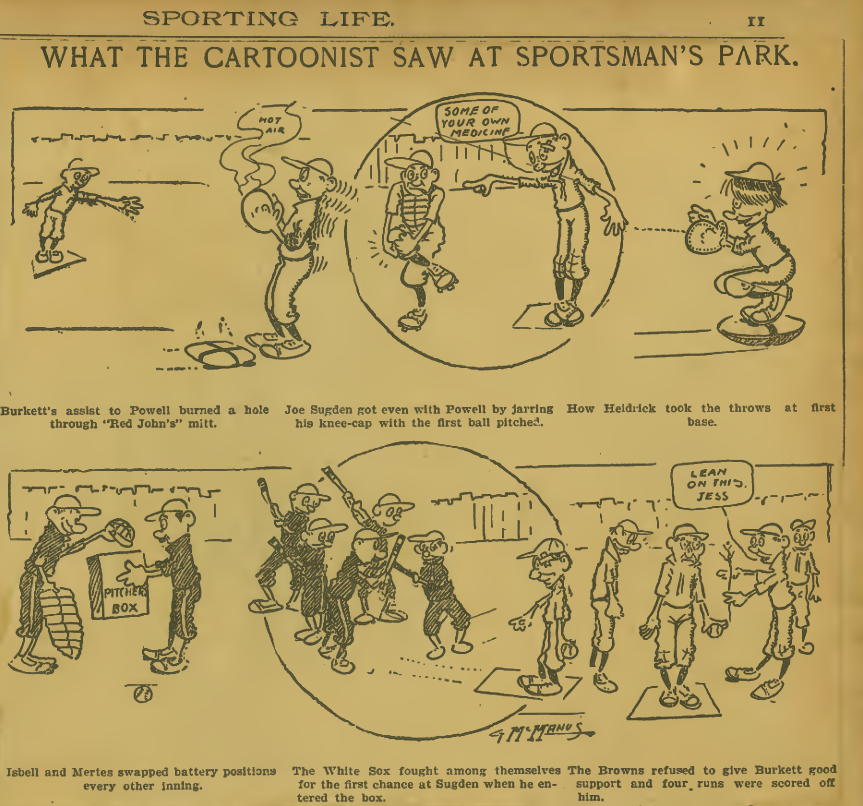 SPORTING LIFE.
11
WHAT THE CARTOONIST SAW AT SPORTSMAN'S PARK.
HOT
AIR
SOME OF
YOUR OWN
MEDICINE
Burkett's assist to Powell burned a hole
through "Red John's" mitt.
Joe Sugden got even with Powell by jarring
his knee-cap with the first ball pitched.
How Heidrick took the throws at first
base.
PITCHER
BOX
LEAN
ON THIS,
JESS
G McMANUS
Isbell and Mertes swapped battery positions
every other inning.
The White Sox fought among themselves
for the first chance at Sugden when he en-
tered the box.
The Browns refused to give Burkett good
support and four runs were scored off
him.